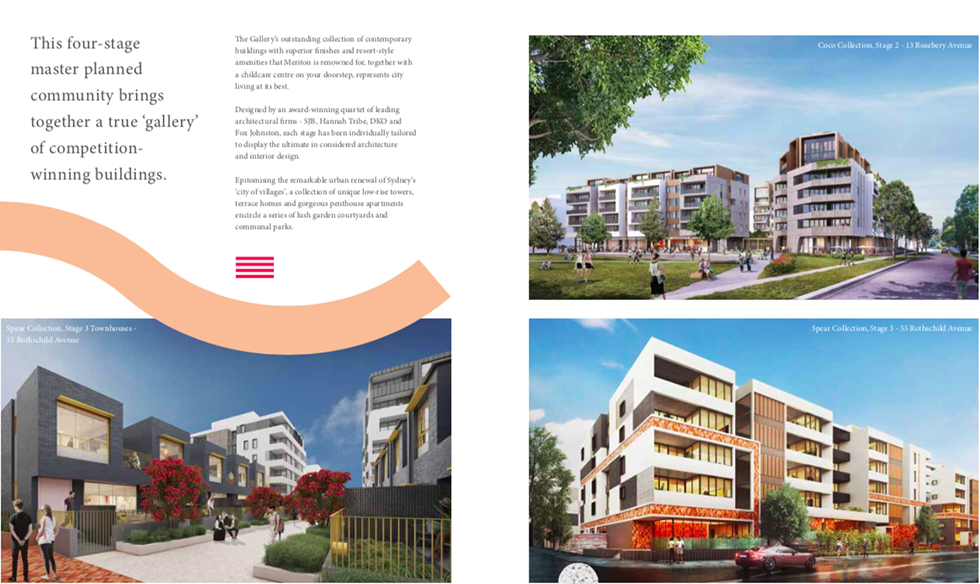 This four-stage
master planned
community brings
together a true ‘gallery’
of competition-
winning buildings.
The Gallery's outstanding collection of contemporary
buildings with superior finishes and resort-style
amenities that Meriton is renowned for, together with
a childcare centre on your doorstep, represents city
living at its best.
Designed by an award-winning quartet of leading
architectural firms - SJB, Hannah Tribe, DKO and
Fox Johnston, each stage has been individually tailored
to display the ultimate in considered architecture
and interior design.
Epitomising the remarkable urban renewal of Sydney's
‘city of villages’, a collection of unique low-rise towers,
terrace homes and gorgeous penthouse apartments
encircle a series of lush garden courtyards and
communal parks.
Coco Collection, Stage 2 - 13 Rosebery Avenue
Spear Collection, Stage 3 Townhouses -
55 Rothschild Avenue
Spear Collection, Stage 3 - 55 Rothschild Avenue